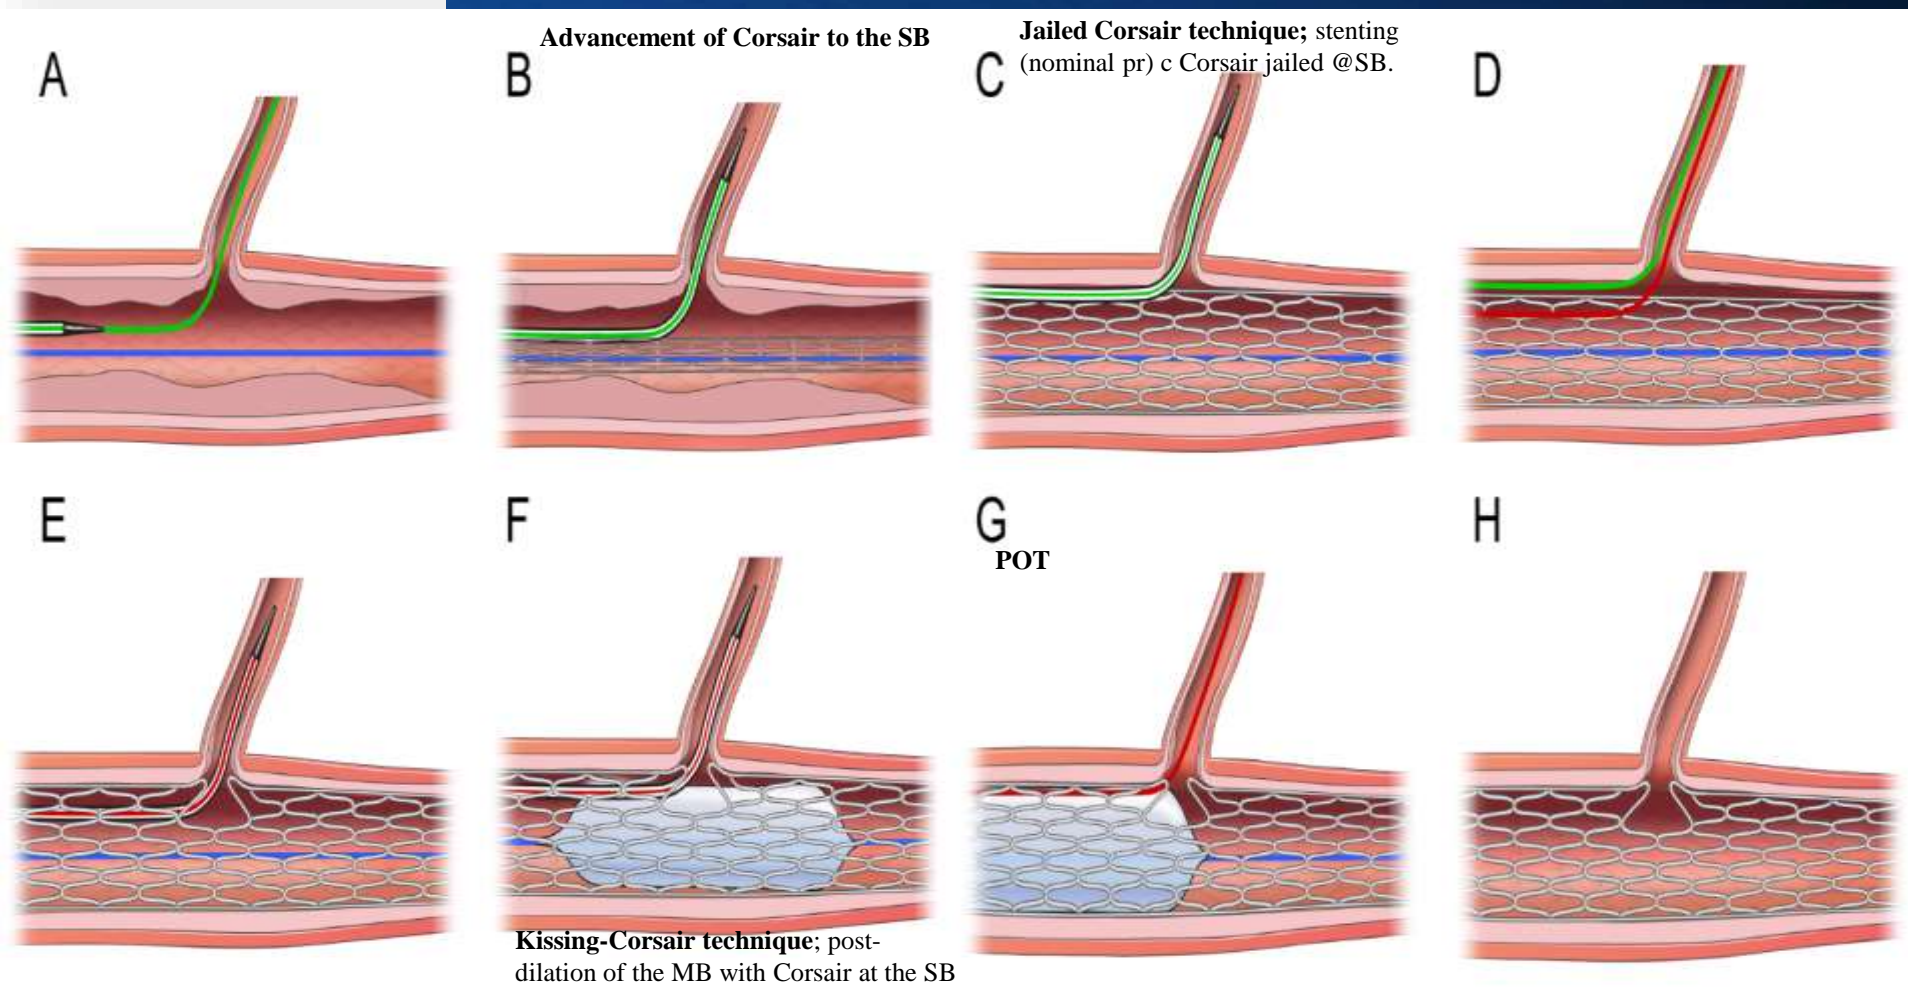 Advancement of Corsair to the SB
Jailed Corsair technique; stenting
(nominal pr) c Corsair jailed @SB.
A
B
C
D
E
F
G
POT
H
Kissing-Corsair technique; post-
dilation of the MB with Corsair at the SB